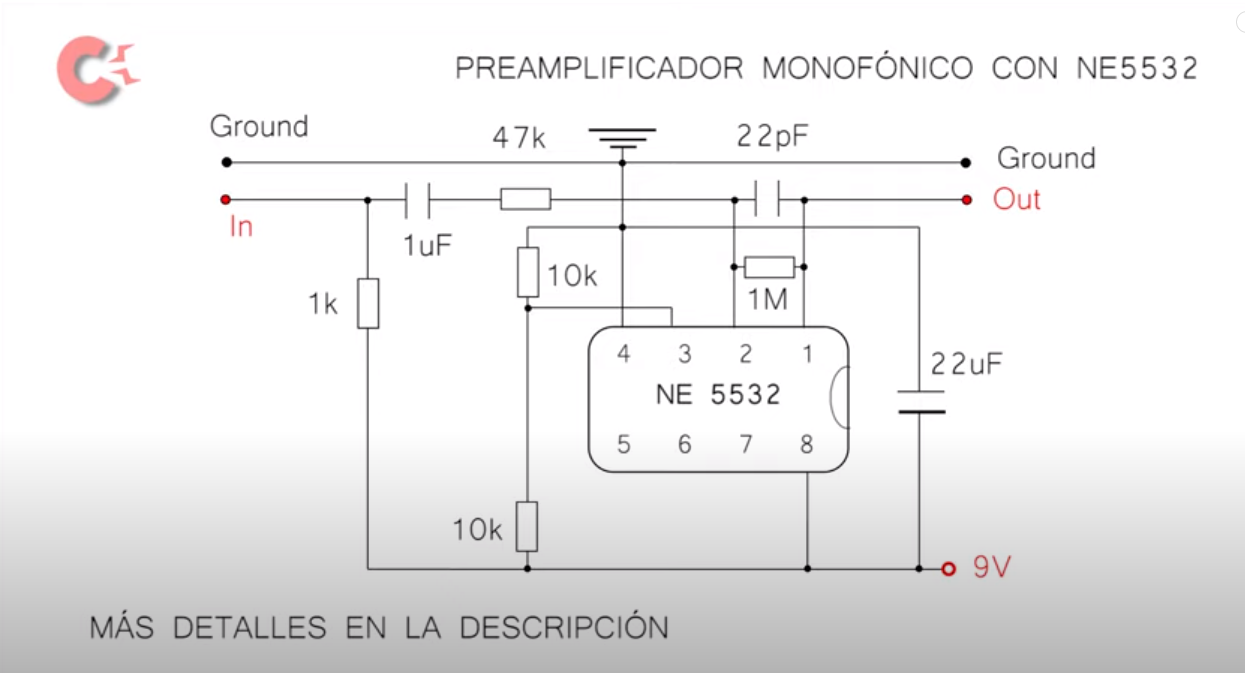 PREAMPLIFICADOR MONOFÓNICO CON NE5532
Ground
47k
22pF
Ground
In
Out
1uF
10k
1k
1M
4 3 2 1
22uF
NE 5532
5 6 7 8
10k
9V
MÁS DETALLES EN LA DESCRIPCIÓN